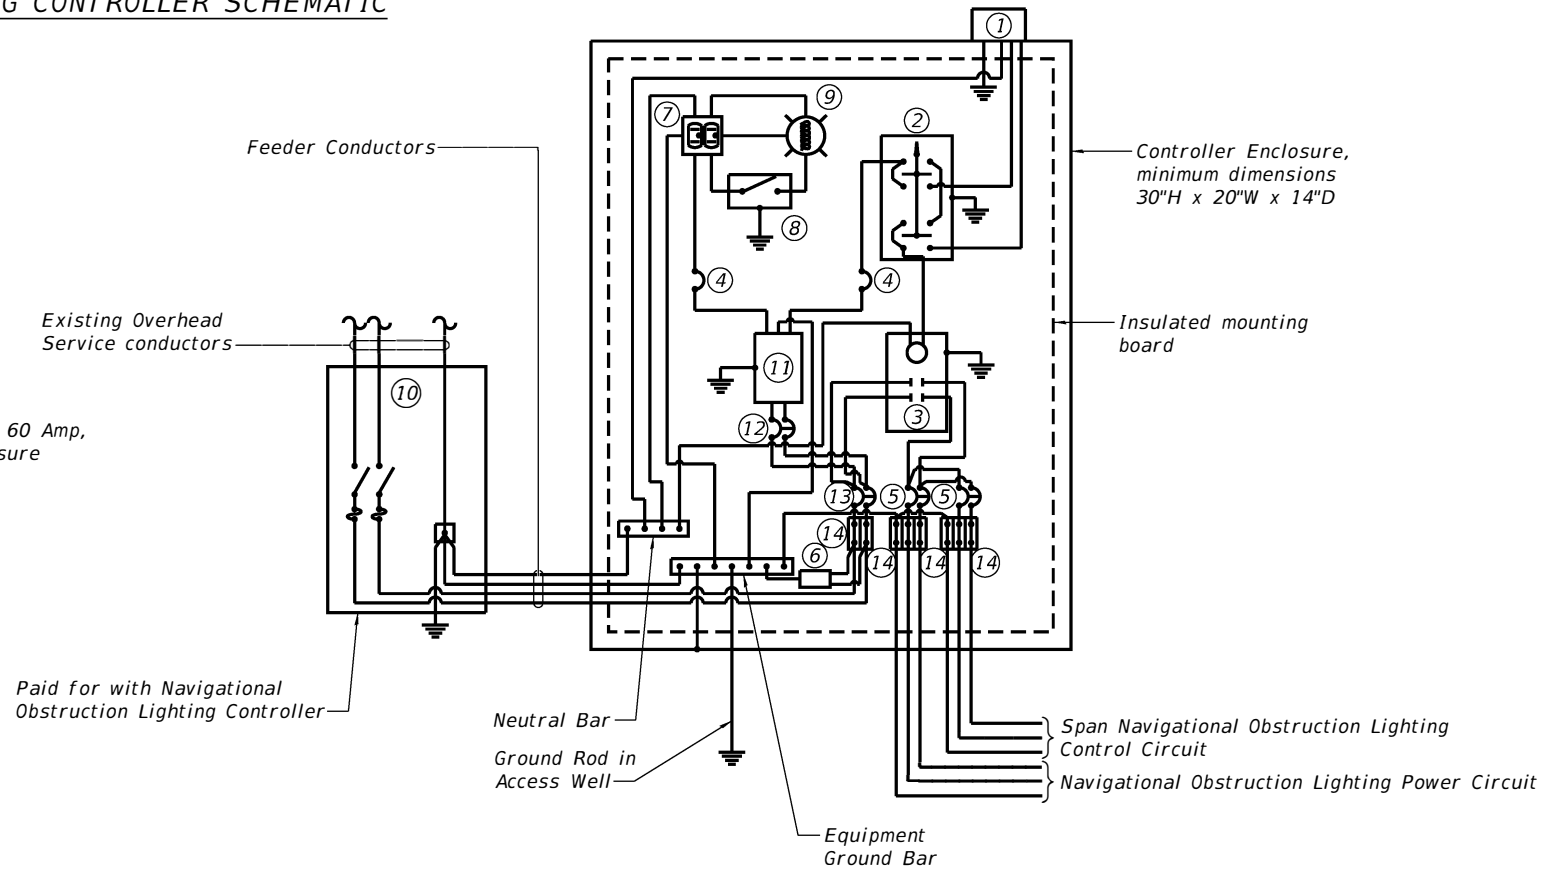 G CONTROLLER SCHEMATIC
1
9
7
2
Feeder Conductors
Controller Enclosure,
minimum dimensions
30"H x 20"W x 14"D
8
4
4
Existing Overhead
Service conductors
Insulated mounting
board
11
10
3
12
60 Amp,
sure
13
5
5
14
6
14
14
14
Paid for with Navigational
Obstruction Lighting Controller
Neutral Bar
Ground Rod in
Access Well
Span Navigational Obstruction Lighting
Control Circuit
Navigational Obstruction Lighting Power Circuit
Equipment
Ground Bar